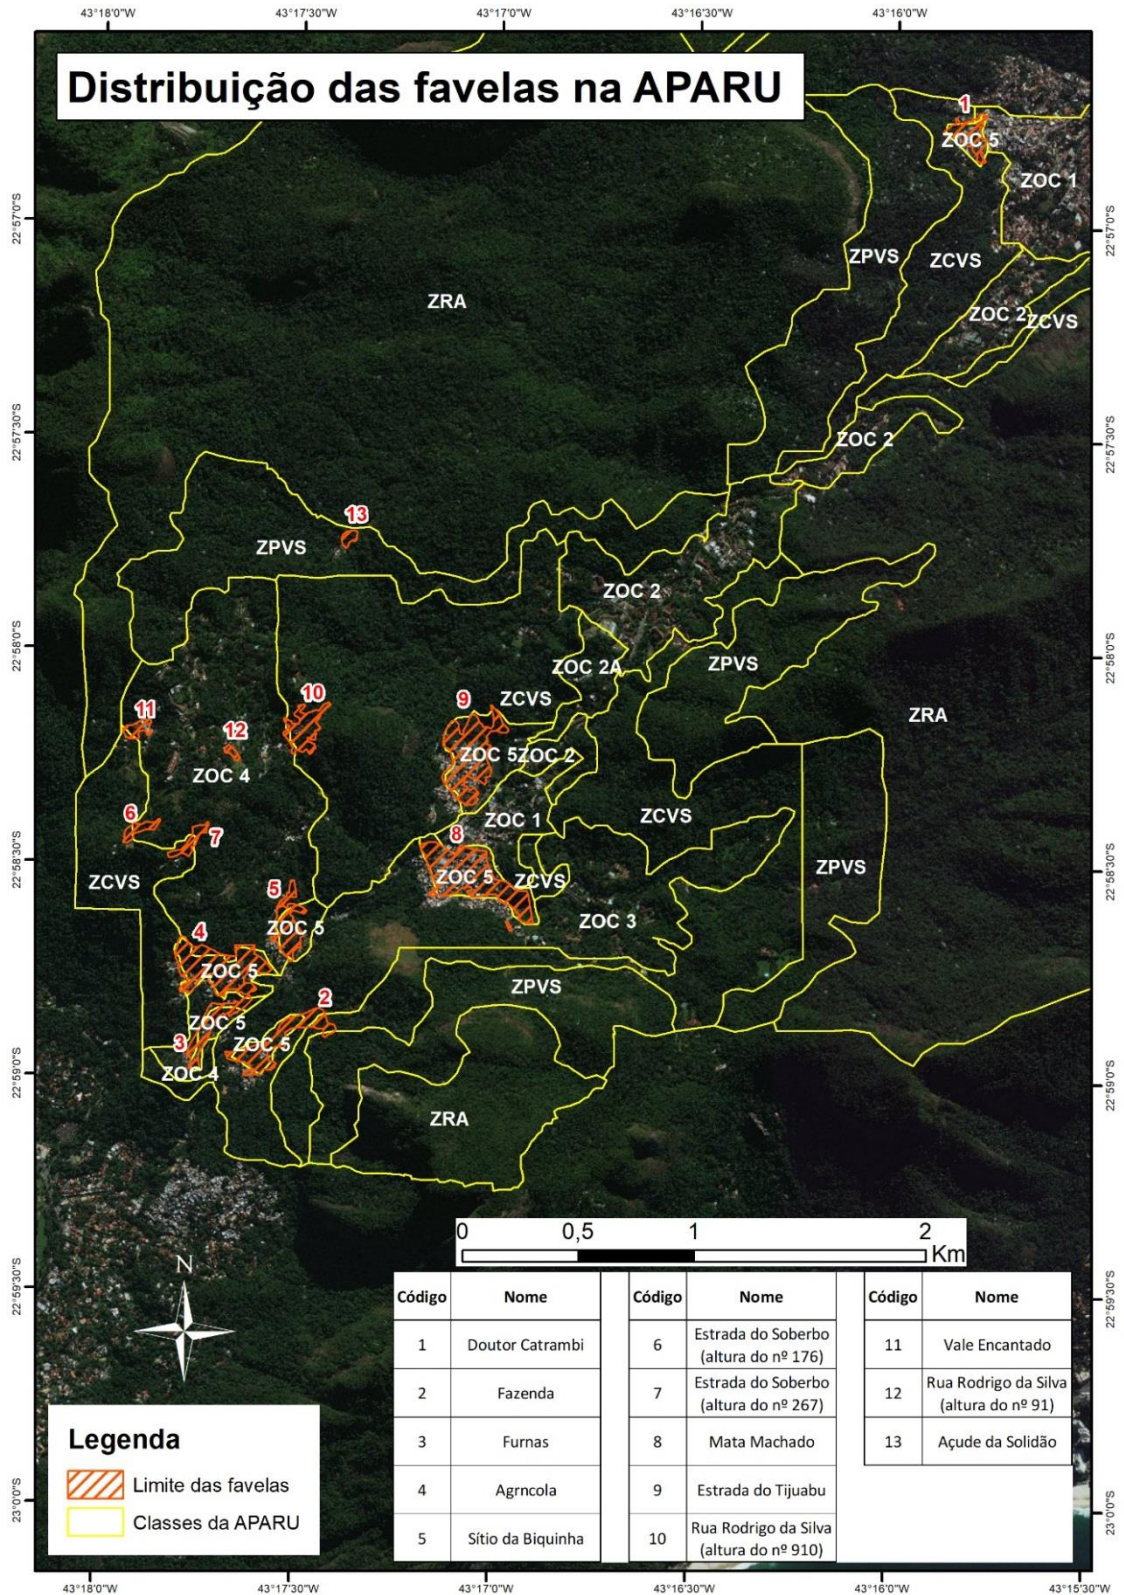 43°18'0"W 43°17'30"W 43°17'0"W 43°16'30"W 43°16'0"W
Distribuição das favelas na APARU
1
ZOC 5
ZOC 1
22°57'0"S
22°57'0"S
ZPVS
ZCVS
ZRA
ZOC 2
ZCVS
22°57'30"S
22°57'30"S
ZOC 2
13
ZPVS
ZOC 2
22°58'0"S
22°58'0"S
ZOC 2A
ZPVS
10
9
ZCVS
11
ZRA
12
ZOC 5
ZOC 2
ZOC 4
6
ZOC 1
ZCVS
7
8
22°58'30"S
22°58'30"S
ZPVS
ZCVS
ZOC 5
ZCVS
5
ZOC 3
ZOC 5
4
ZOC 5
ZPVS
2
ZOC 5
3
ZOC 5
22°59'0"S
22°59'0"S
ZOC 4
ZRA
0 0,5 1 2
Km
N
22°59'30"S
22°59'30"S
Código Nome Código Nome Código Nome
1 Doutor Catrambi 6 Estrada do Soberbo
(altura do nº 176) 11 Vale Encantado
2 Fazenda 7 Estrada do Soberbo
(altura do nº 267) 12 Rua Rodrigo da Silva
(altura do nº 91)
3 Furnas 8 Mata Machado 13 Açude da Solidão
4 Agrncola 9 Estrada do Tijuabu
5 Sítio da Biquinha 10 Rua Rodrigo da Silva
(altura do nº 910)
Legenda
Limite das favelas
Classes da APARU
23°0'0"S
23°0'0"S
43°18'0"W 43°17'30"W 43°17'0"W 43°16'30"W 43°16'0"W 43°15'30"W